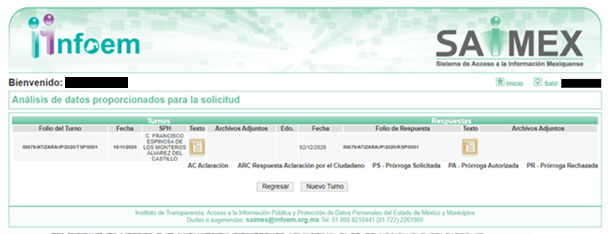 infoem
SAIMEX
Sistema de Acceso a la Información Mexiquense
Bienvenido:
Inicio Salir
Análisis de datos proporcionados para la solicitud
Turnos Respuestas
Folio del Turno Fecha SPH Texto Archivos Adjuntos Edo. Fecha Folio de Respuesta Texto Archivos Adjuntos
C. FRANCISCO
ESPINOSA DE
00675/ATIZARA/IP/2020/TSP/0001 10/11/2020 LOS MONTEROS 02/12/2020 00675/ATIZARA/IP/2020/RSP/0001
ÁLVAREZ DEL
CASTILLO
AC Aclaración ARC Respuesta Aclaración por el Ciudadano PS - Prórroga Solicitada PA - Prórroga Autorizada PR - Prórroga Rechazada
Regresar Nuevo Turno
Instituto de Transparencia, Acceso a la Información Pública y Protección de Datos Personales del Estado de México y Municipios
Dudas o sugerencias: saimex@infoem.org.mx Tel. 01 800 8210441 (01 722) 2261980